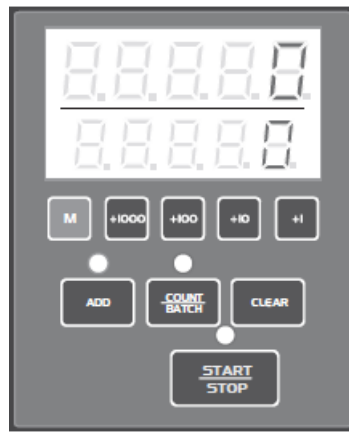 0
0
M +1000 +100 +10 +1
ADD COUNT BATCH CLEAR
START
STOP